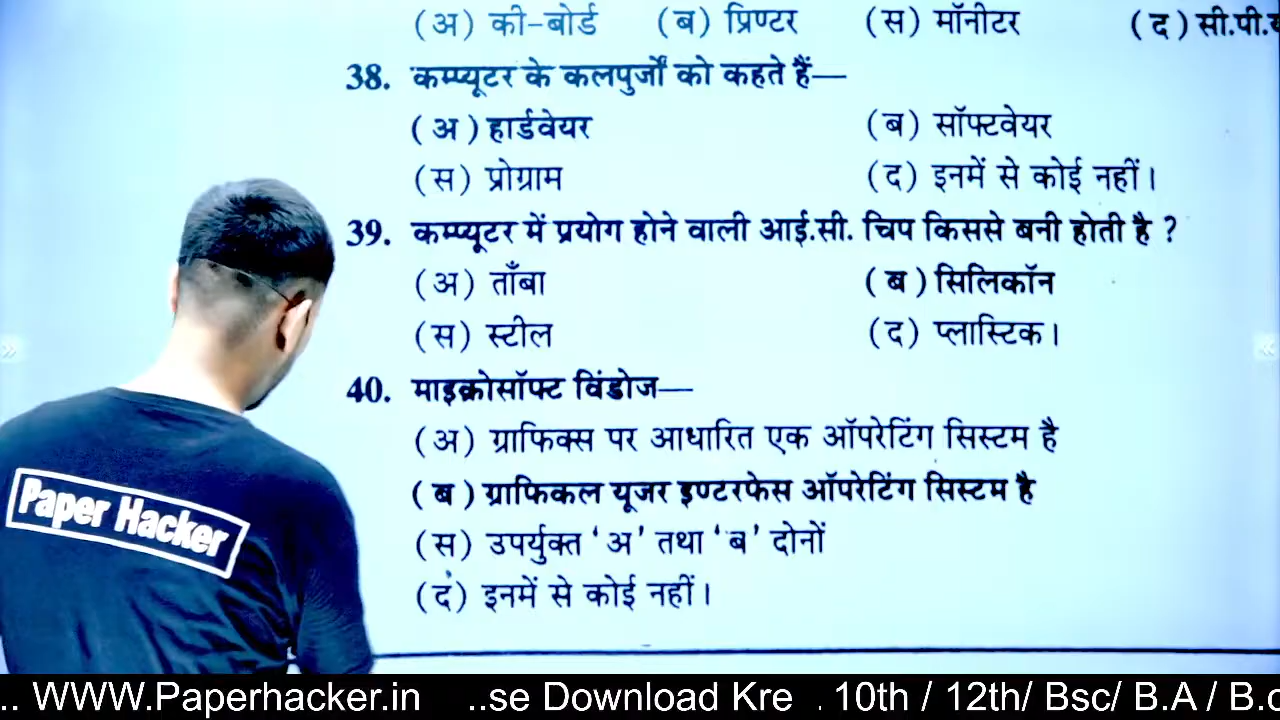 (अ) की-बोर्ड (ब) प्रिण्टर (स) मॉनीटर (द) सी.पी.
38. कम्प्यूटर के कलपुर्जों को कहते हैं—
(अ) हार्डवेयर (ब) सॉफ्टवेयर
(स) प्रोग्राम (द) इनमें से कोई नहीं।
39. कम्प्यूटर में प्रयोग होने वाली आई.सी. चिप किससे बनी होती है ?
(अ) ताँबा (ब) सिलिकॉन
(स) स्टील (द) प्लास्टिक।
40. माइक्रोसॉफ्ट विंडोज—
(अ) ग्राफिक्स पर आधारित एक ऑपरेटिंग सिस्टम है
(ब) ग्राफिकल यूजर इण्टरफेस ऑपरेटिंग सिस्टम है
(स) उपर्युक्त ‘अ’ तथा ‘ब’ दोनों
(द) इनमें से कोई नहीं।
Paper Hacker
.. WWW.Paperhacker.in ..se Download Kre . 10th / 12th/ Bsc/ B.A / B.c